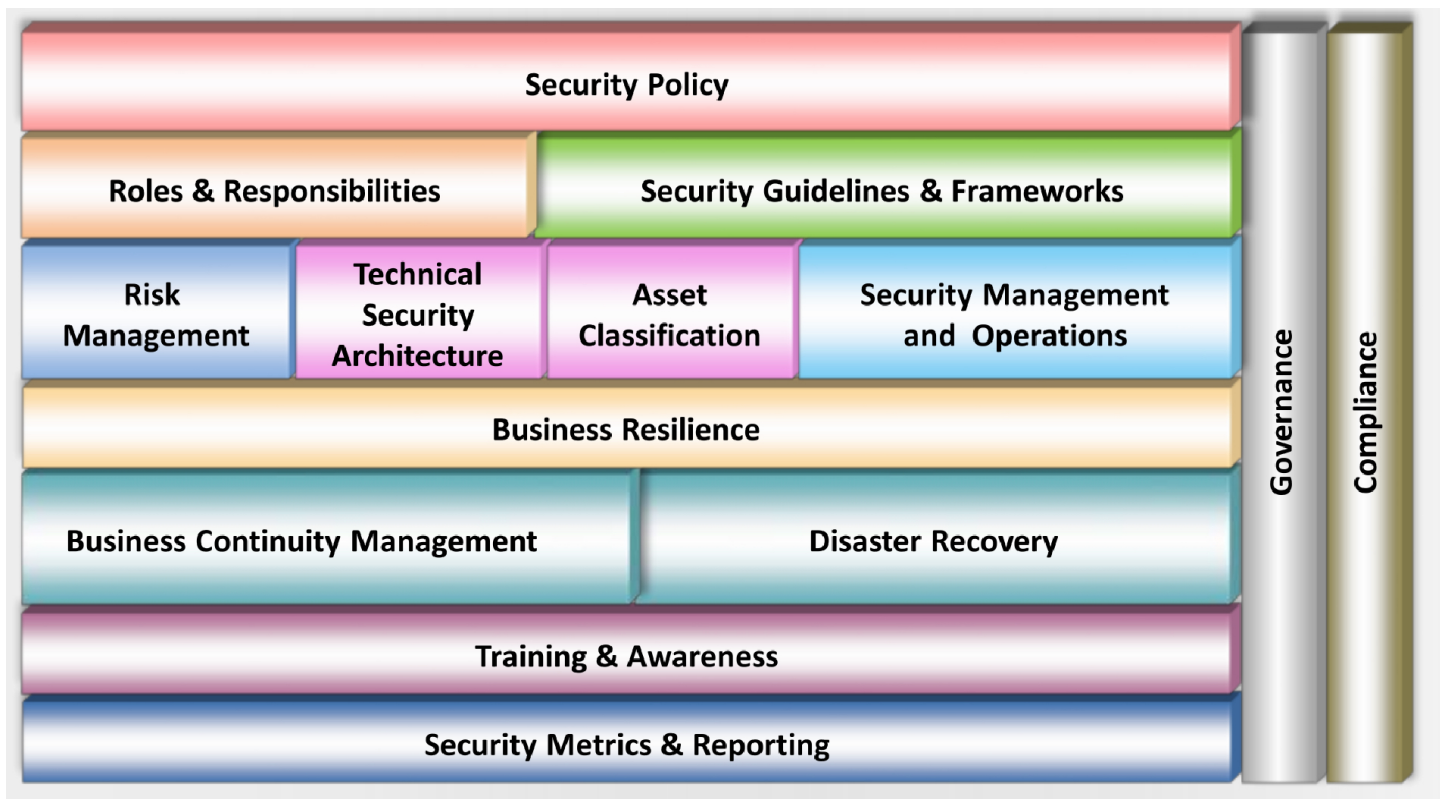 Security Policy
Roles & Responsibilities
Security Guidelines & Frameworks
Risk
Management
Technical
Security
Architecture
Asset
Classification
Security Management
and Operations
Business Resilience
Business Continuity Management
Disaster Recovery
Training & Awareness
Security Metrics & Reporting
Governance
Compliance